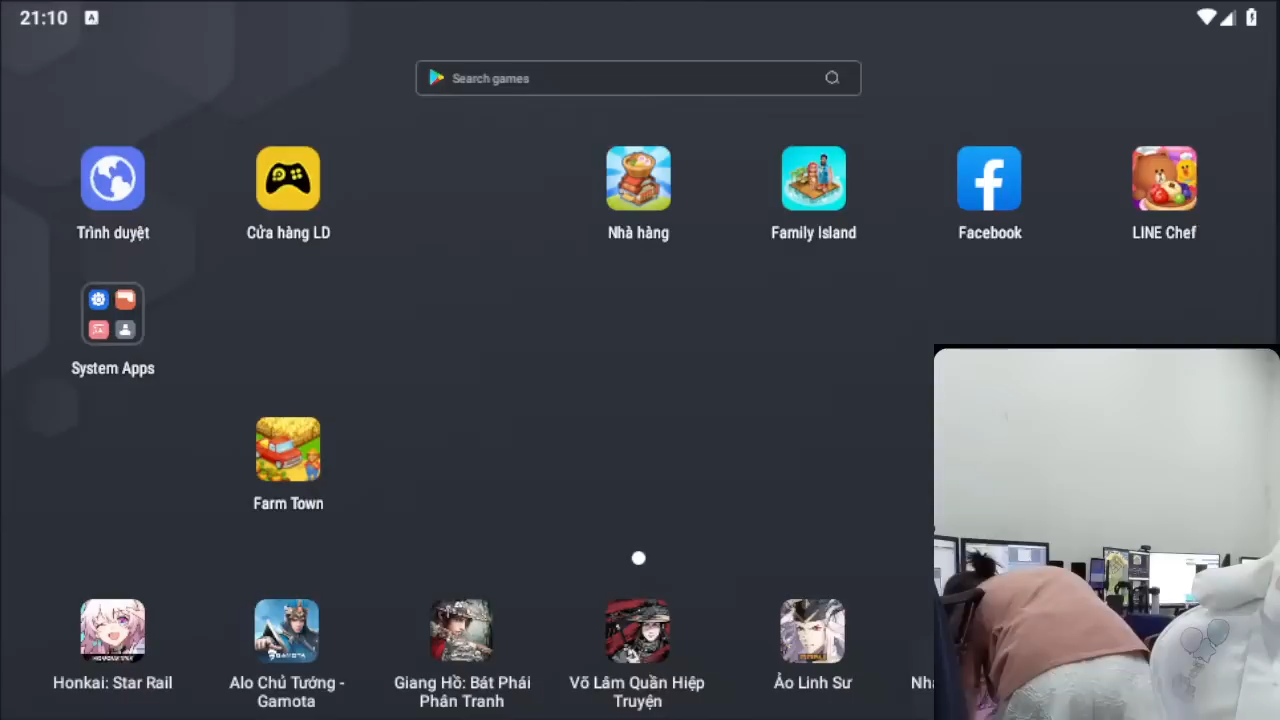 21:10
Search games
Trình duyệt
Cửa hàng LD
Nhà hàng
Family Island
Facebook
LINE Chef
System Apps
Farm Town
Honkai: Star Rail
Alo Chủ Tướng -
Gamota
Giang Hồ: Bát Phái
Phân Tranh
Võ Lâm Quần Hiệp
Truyện
Ảo Linh Sư